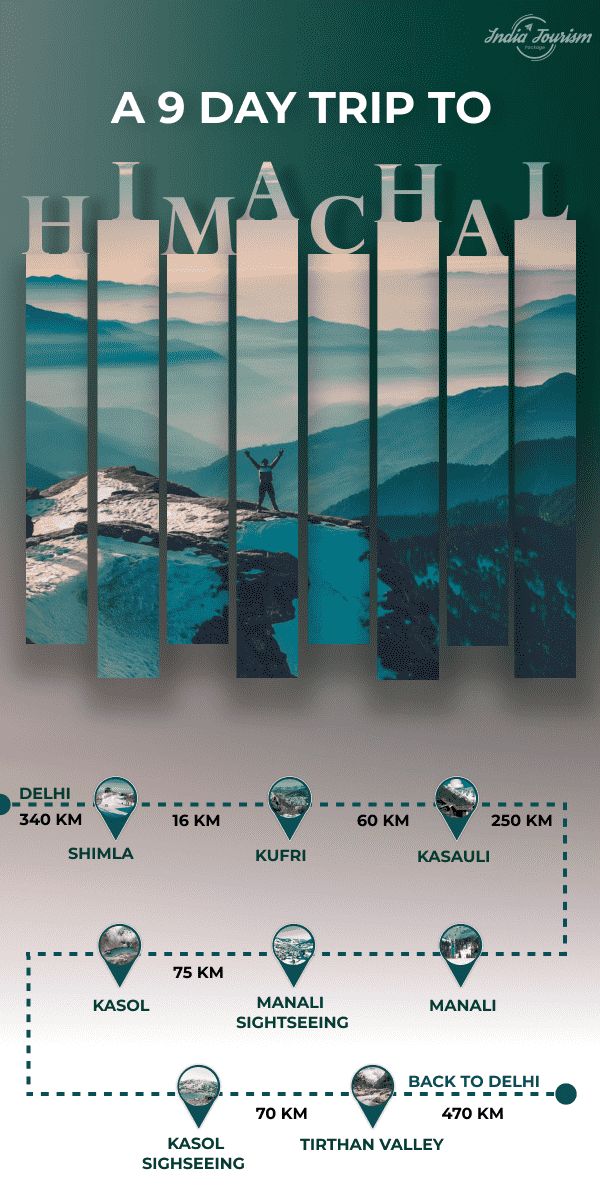 India Tourism
Package
A 9 DAY TRIP TO
HIMACHAL
DELHI
340 KM
16 KM
60 KM
250 KM
SHIMLA
KUFRI
KASAULI
75 KM
KASOL
MANALI
SIGHTSEEING
MANALI
BACK TO DELHI
70 KM
470 KM
KASOL
SIGHSEEING
TIRTHAN VALLEY